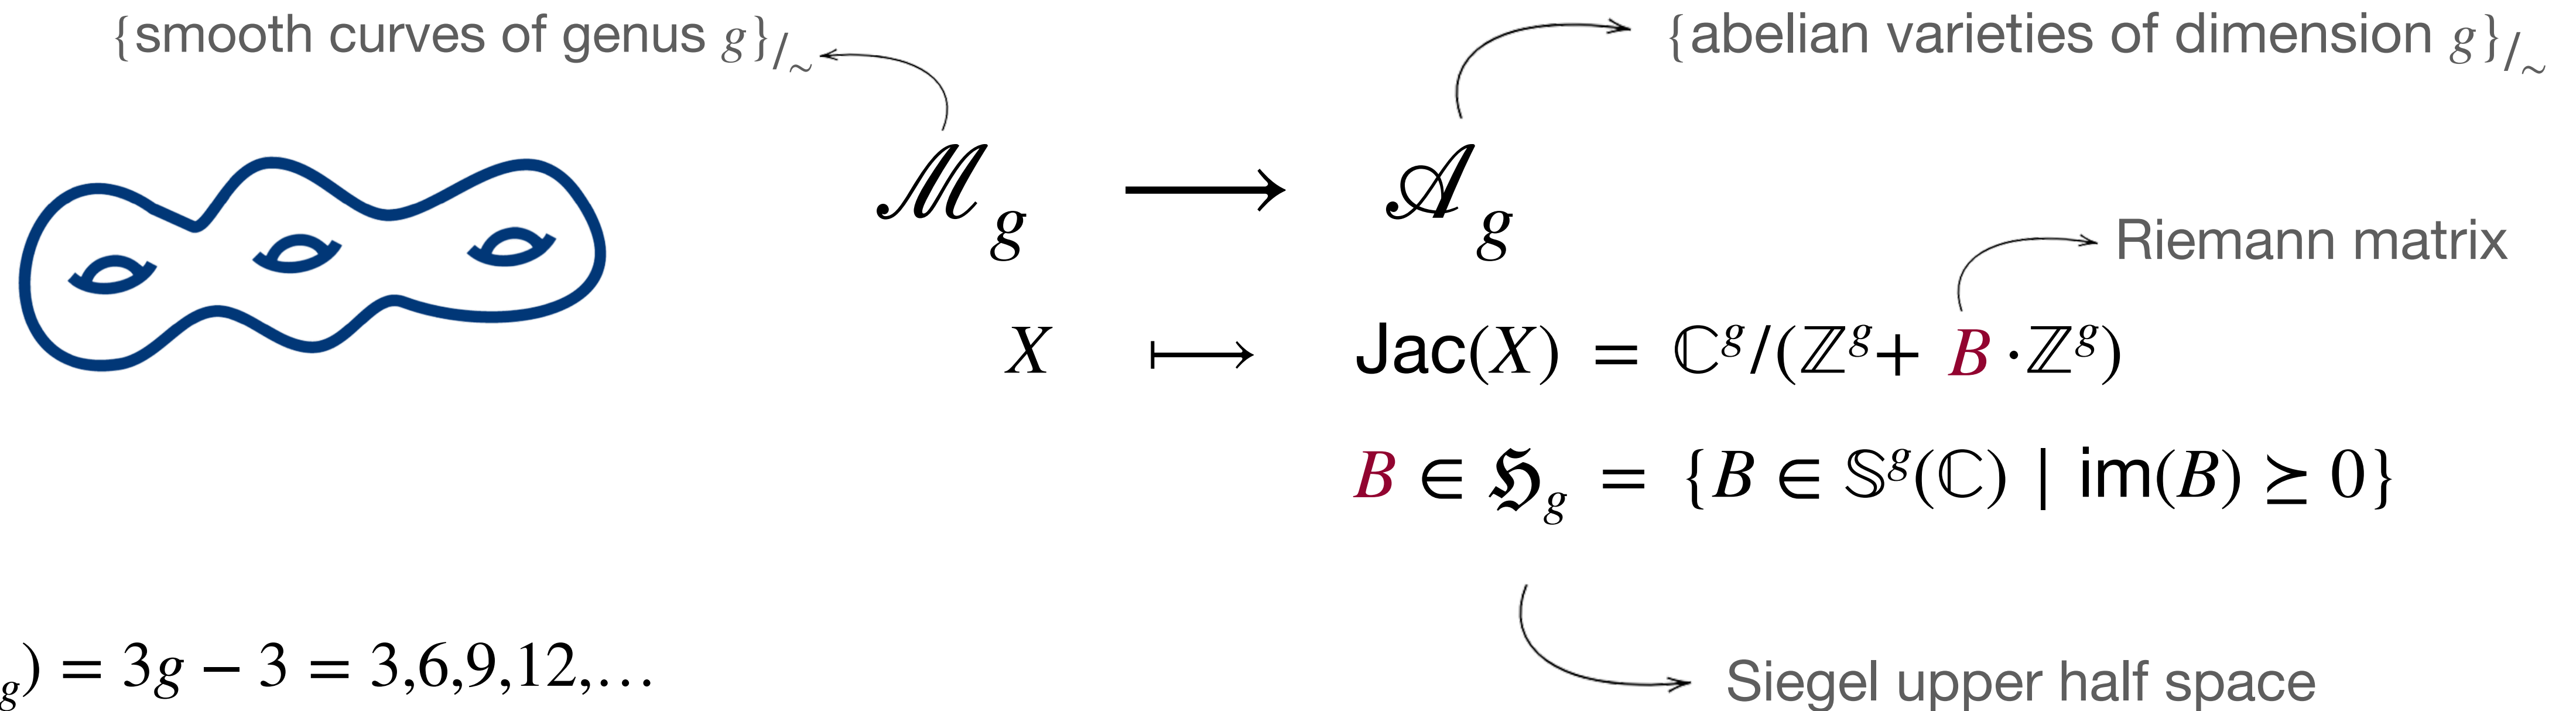 {smooth curves of genus g}/~
{abelian varieties of dimension g}/~
ℳg ⟶ 𝒜g
Riemann matrix
X ⟼ Jac(X) = ℂ^g/(ℤ^g + B · ℤ^g)
B ∈ ℌg = {B ∈ 𝕊^g(ℂ) | im(B) ⪰ 0}
g) = 3g − 3 = 3,6,9,12,…
Siegel upper half space